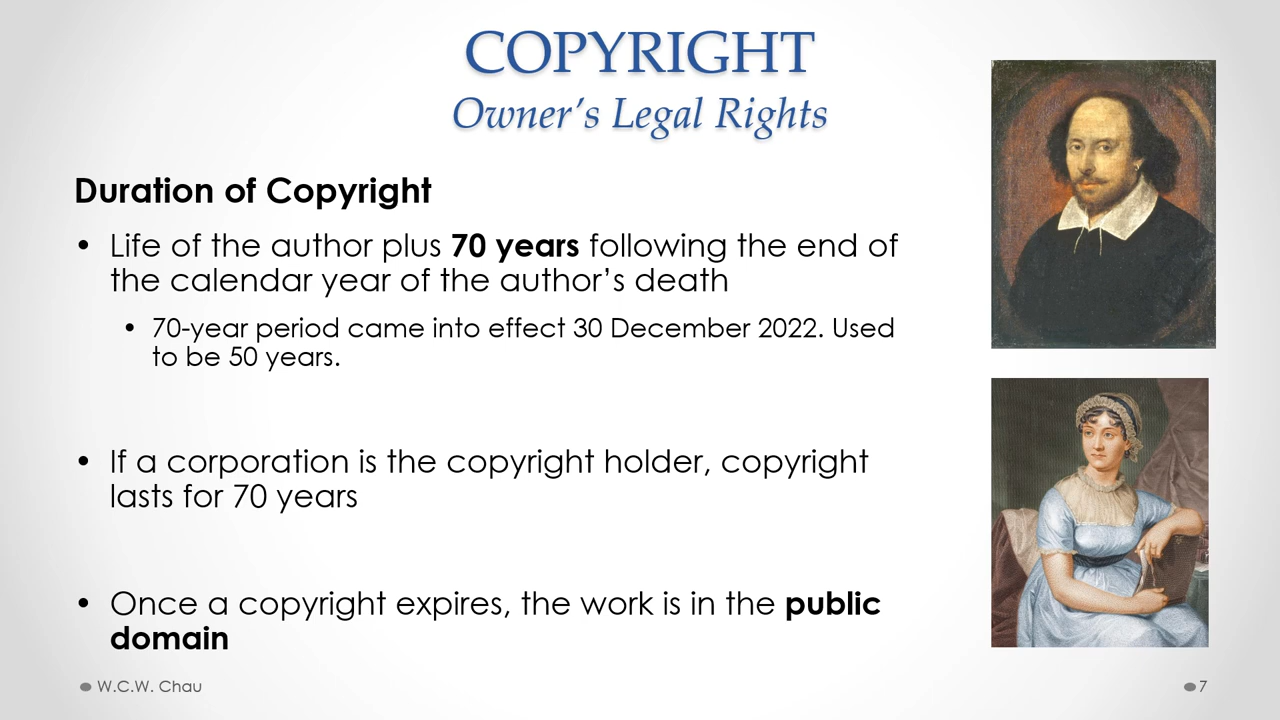 COPYRIGHT
Owner’s Legal Rights
Duration of Copyright
• Life of the author plus 70 years following the end of
the calendar year of the author’s death
• 70-year period came into effect 30 December 2022. Used
to be 50 years.
• If a corporation is the copyright holder, copyright
lasts for 70 years
• Once a copyright expires, the work is in the public
domain
W.C.W. Chau
7